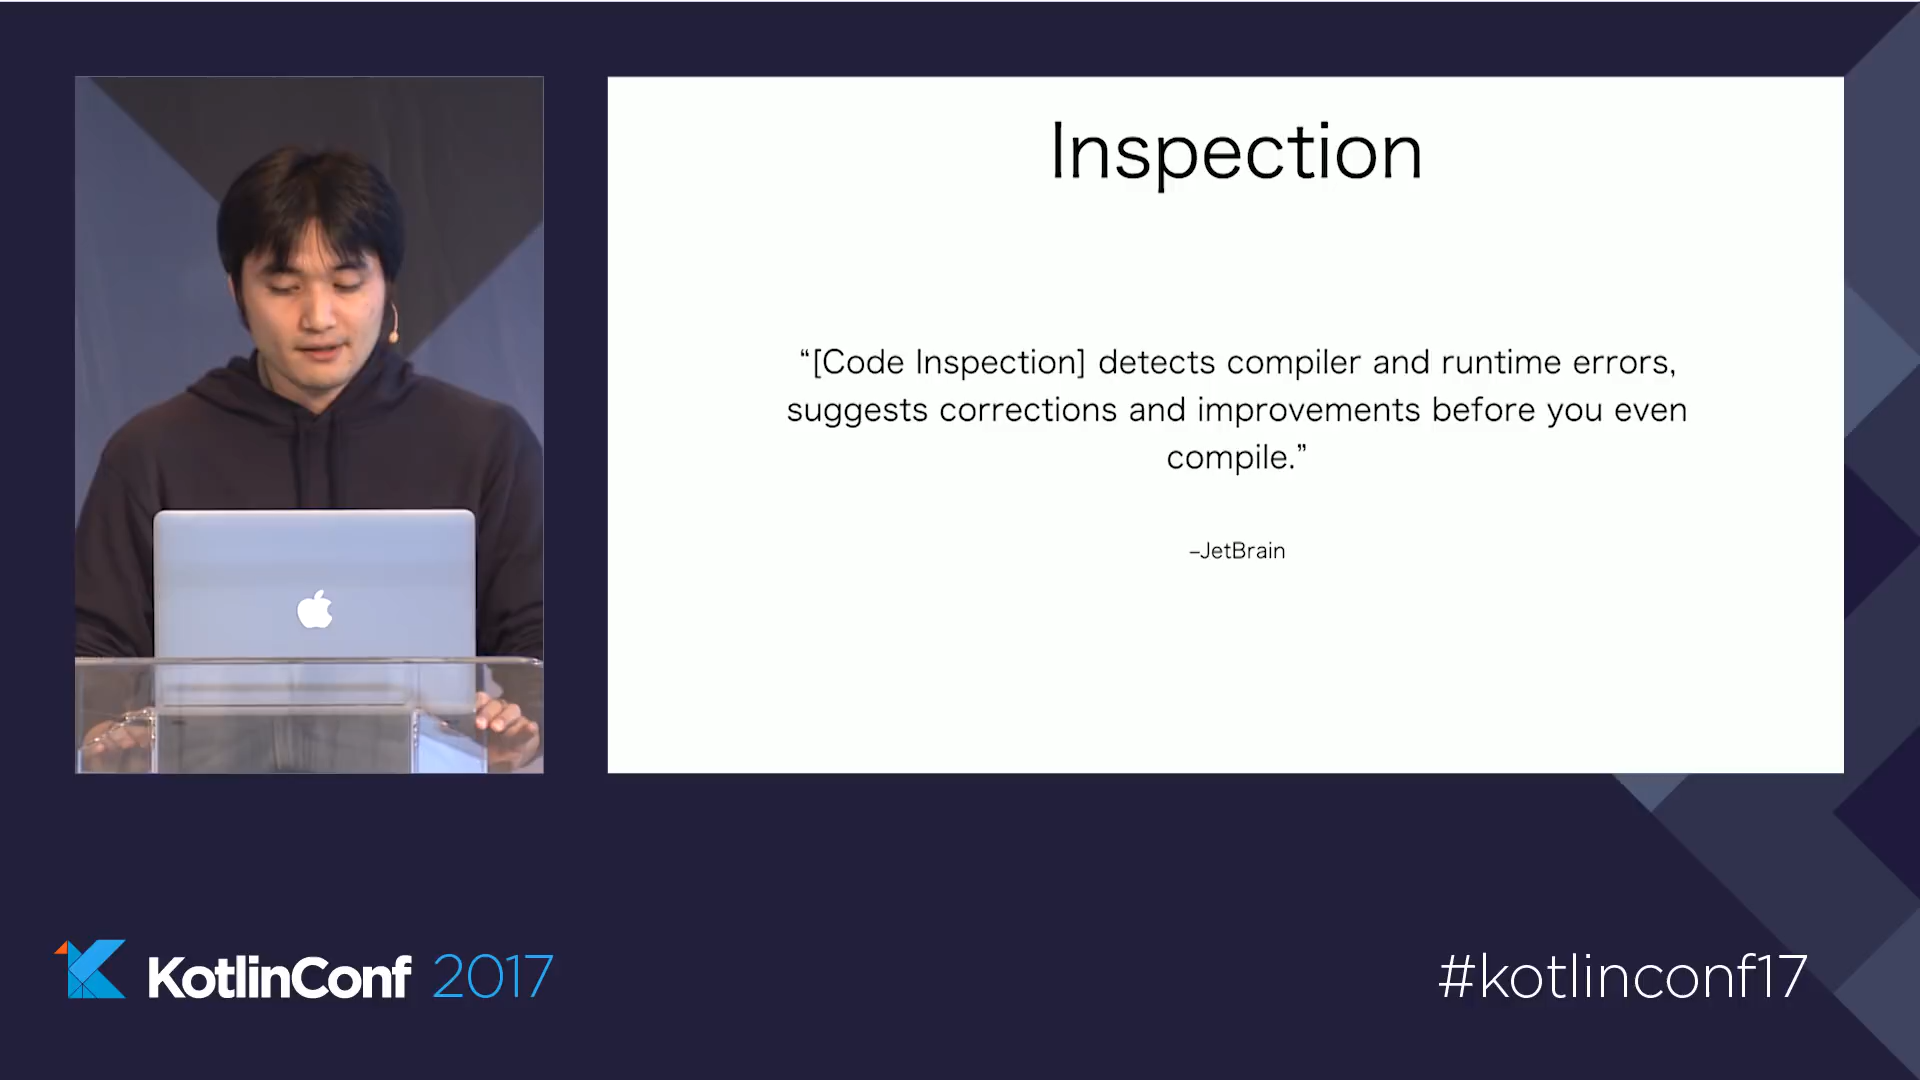 Inspection
“[Code Inspection] detects compiler and runtime errors,
suggests corrections and improvements before you even
compile.”
–JetBrain
KotlinConf 2017
#kotlinconf17